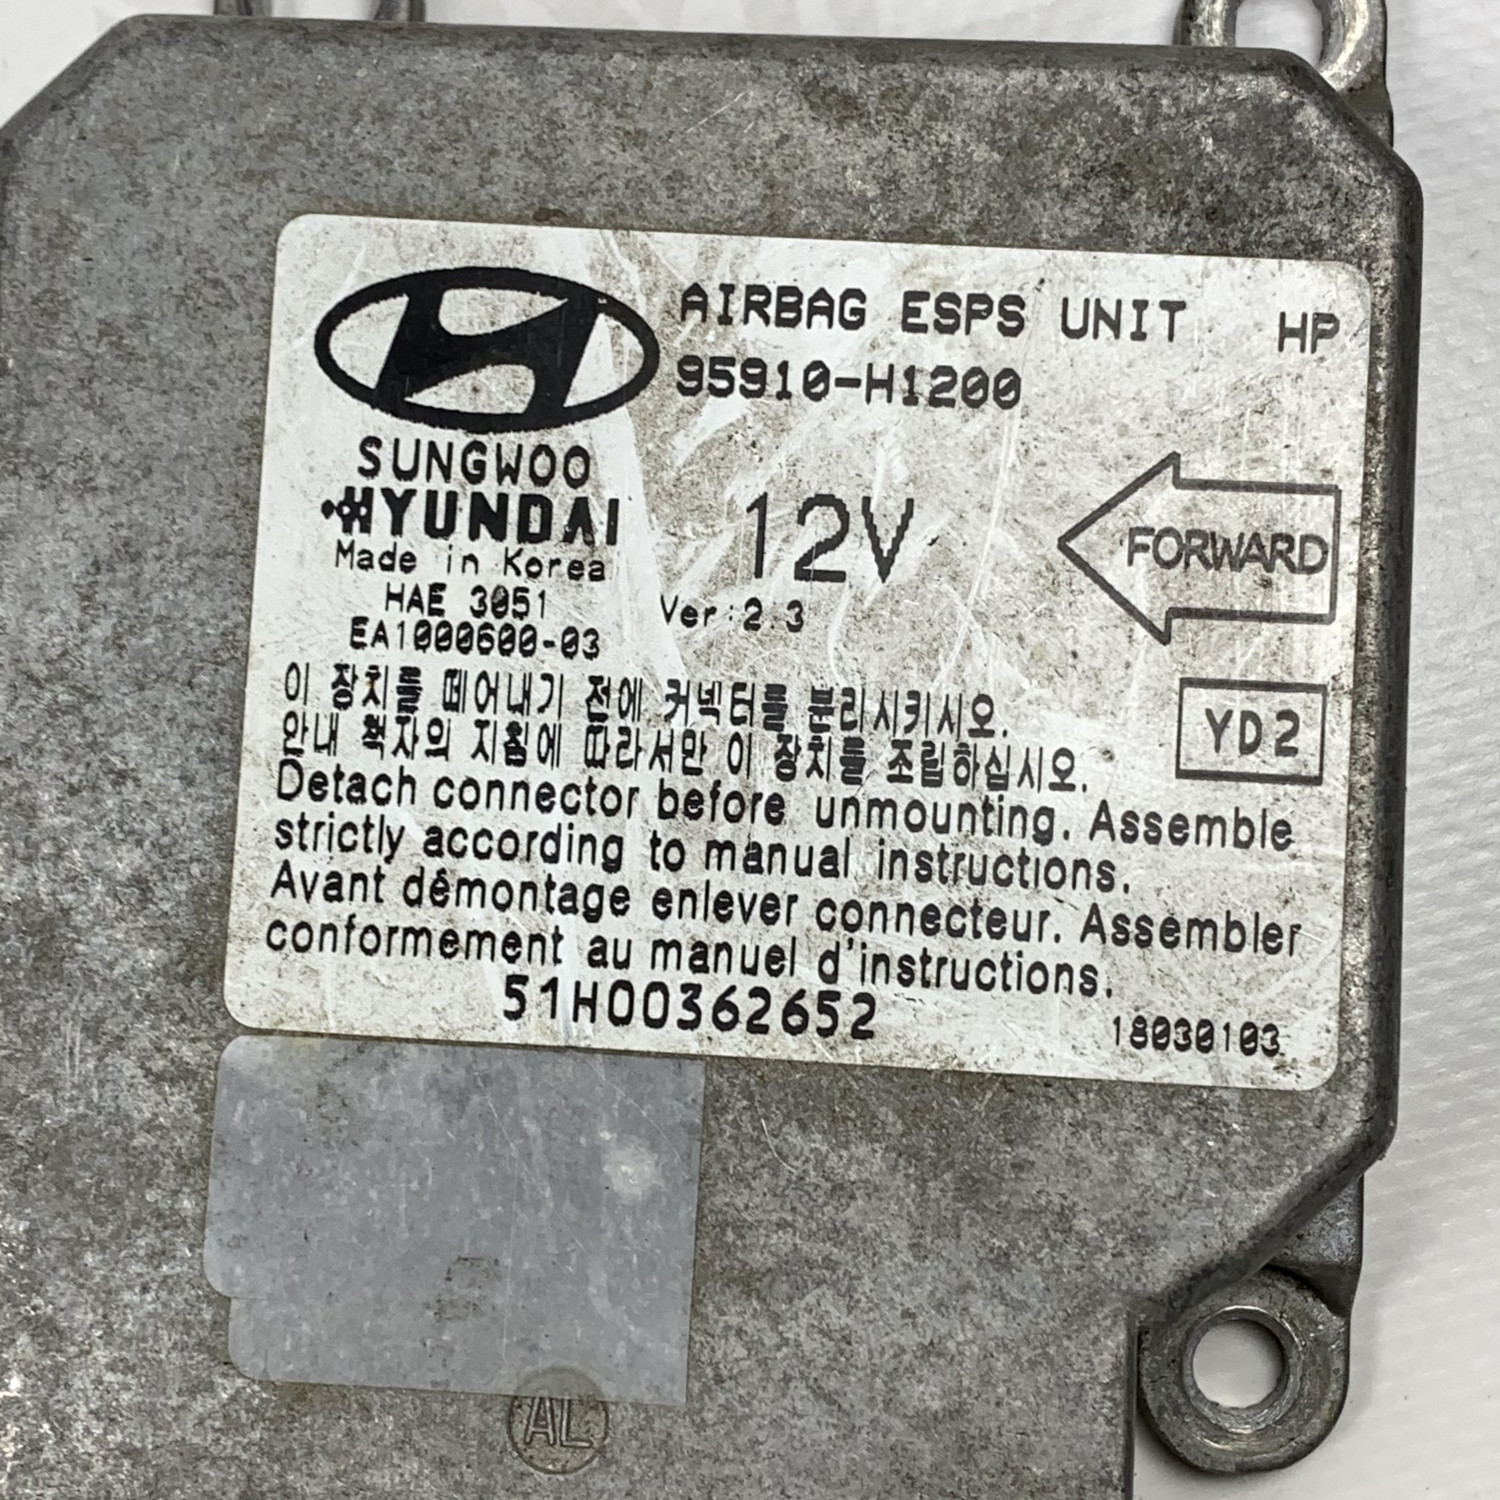 AIRBAG ESPS UNIT HP
95910-H1200
SUNGWOO
HYUNDAI
Made in Korea
12V
FORWARD
HAE 3051
Ver:2.3
EA1000600-03
이 장치를 떼어내기 전에 커넥터를 분리시키시오.
안내 책자의 지침에 따라서만 이 장치를 조립하십시오.
YD2
Detach connector before unmounting. Assemble
strictly according to manual instructions.
Avant démontage enlever connecteur. Assembler
conformement au manuel d'instructions.
51H00362652
18030103
AL